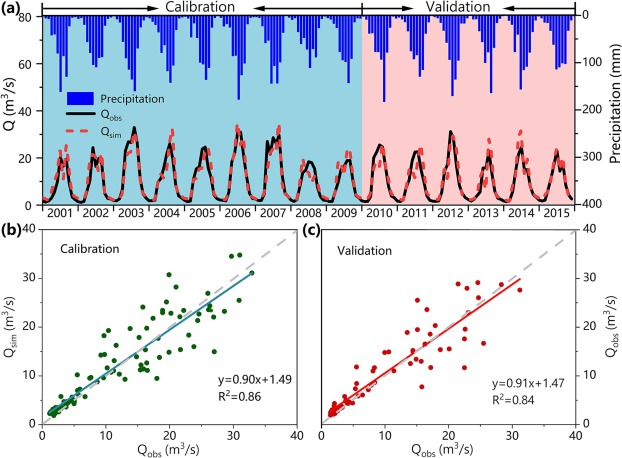 (a)
Calibration
Validation
80
60
40
20
0
Q (m³/s)
0
100
200
300
400
Precipitation (mm)
Precipitation
Qobs
Qsim
2001 2002 2003 2004 2005 2006 2007 2008 2009 2010 2011 2012 2013 2014 2015
(b)
Calibration
40
30
20
10
0
Qsim (m³/s)
y=0.90x+1.49
R²=0.86
0 10 20 30 40
Qobs (m³/s)
(c)
Validation
40
30
20
10
0
Qobs (m³/s)
y=0.91x+1.47
R²=0.84
0 10 20 30 40
Qobs (m³/s)